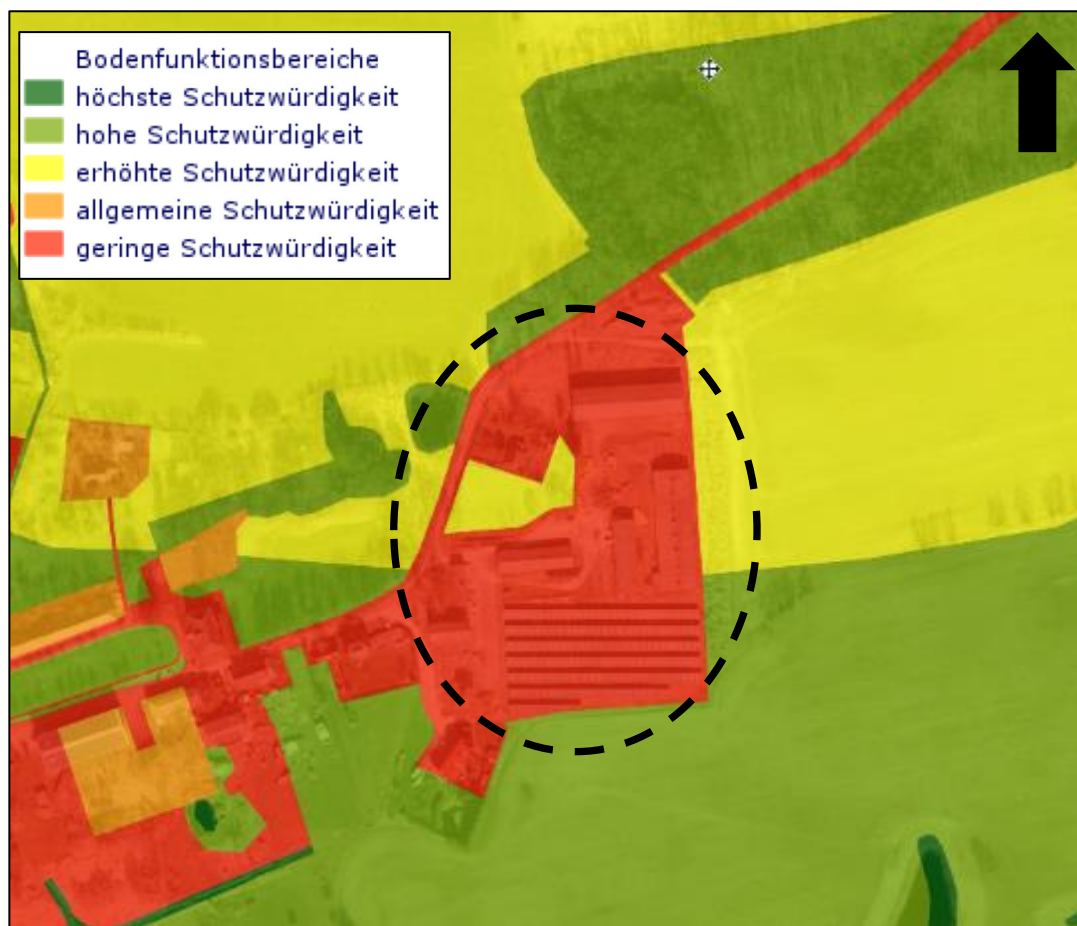 Bodenfunktionsbereiche
höchste Schutzwürdigkeit
hohe Schutzwürdigkeit
erhöhte Schutzwürdigkeit
allgemeine Schutzwürdigkeit
geringe Schutzwürdigkeit